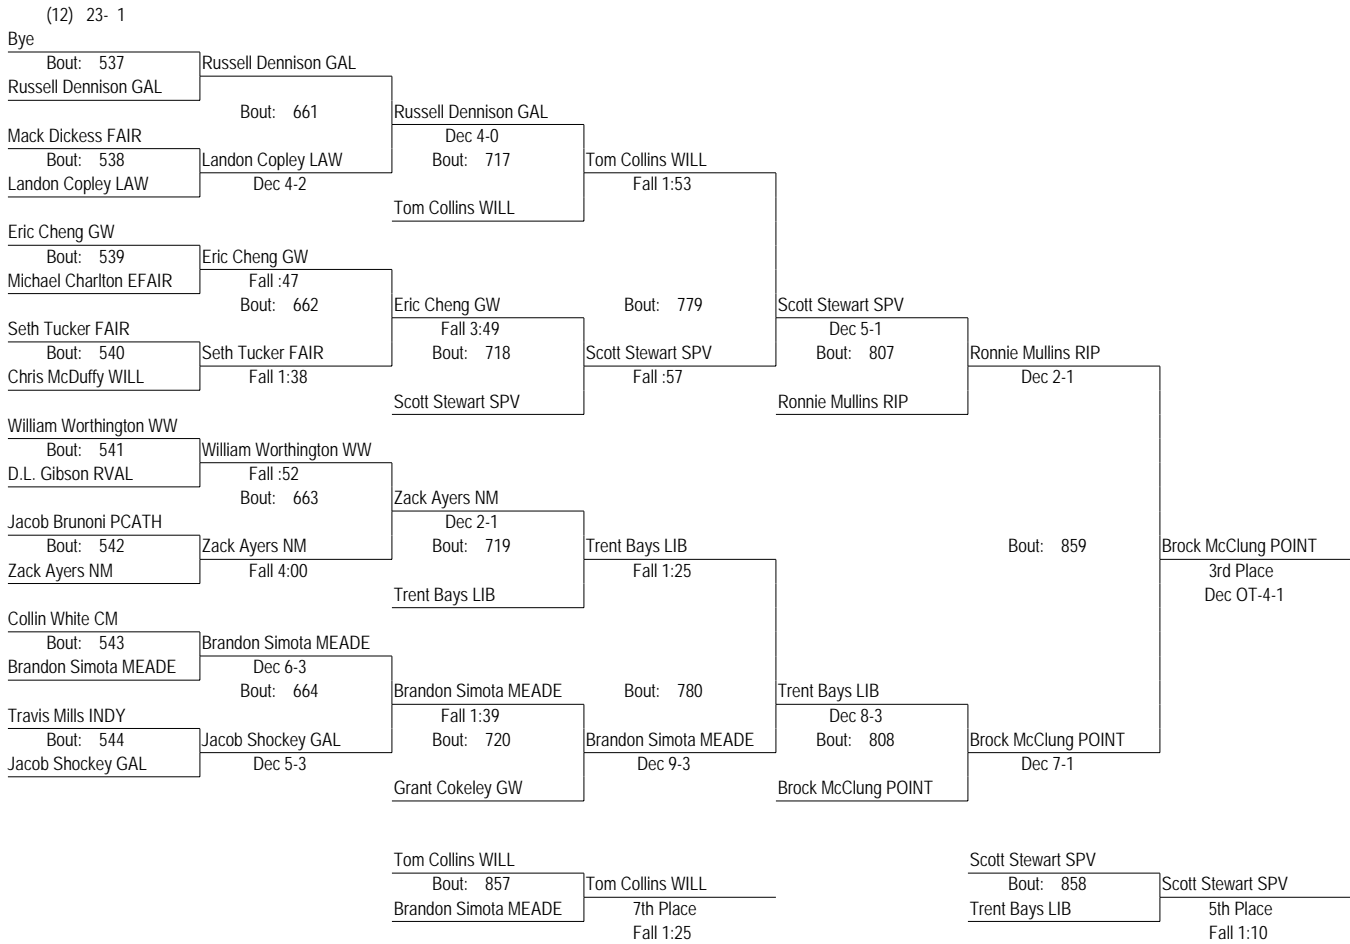 (12) 23- 1
Bye
Bout: 537 Russell Dennison GAL
Russell Dennison GAL
Bout: 661 Russell Dennison GAL
Mack Dickess FAIR Dec 4-0
Bout: 538 Landon Copley LAW Bout: 717 Tom Collins WILL
Landon Copley LAW Dec 4-2 Fall 1:53
Tom Collins WILL
Eric Cheng GW
Bout: 539 Eric Cheng GW
Michael Charlton EFAIR Fall :47
Bout: 662 Eric Cheng GW Bout: 779 Scott Stewart SPV
Seth Tucker FAIR Fall 3:49 Dec 5-1
Bout: 540 Seth Tucker FAIR Bout: 718 Scott Stewart SPV Bout: 807 Ronnie Mullins RIP
Chris McDuffy WILL Fall 1:38 Fall :57 Dec 2-1
Scott Stewart SPV Ronnie Mullins RIP
William Worthington WW
Bout: 541 William Worthington WW
D.L. Gibson RVAL Fall :52
Bout: 663 Zack Ayers NM
Jacob Brunoni PCATH Dec 2-1
Bout: 542 Zack Ayers NM Bout: 719 Trent Bays LIB Bout: 859 Brock McClung POINT
Zack Ayers NM Fall 4:00 Fall 1:25 3rd Place
Trent Bays LIB Dec OT-4-1
Collin White CM
Bout: 543 Brandon Simota MEADE
Brandon Simota MEADE Dec 6-3
Bout: 664 Brandon Simota MEADE Bout: 780 Trent Bays LIB
Travis Mills INDY Fall 1:39 Dec 8-3
Bout: 544 Jacob Shockey GAL Bout: 720 Brandon Simota MEADE Bout: 808 Brock McClung POINT
Jacob Shockey GAL Dec 5-3 Dec 9-3 Dec 7-1
Grant Cokeley GW Brock McClung POINT
Tom Collins WILL Scott Stewart SPV
Bout: 857 Tom Collins WILL Bout: 858 Scott Stewart SPV
Brandon Simota MEADE 7th Place Trent Bays LIB 5th Place
Fall 1:25 Fall 1:10